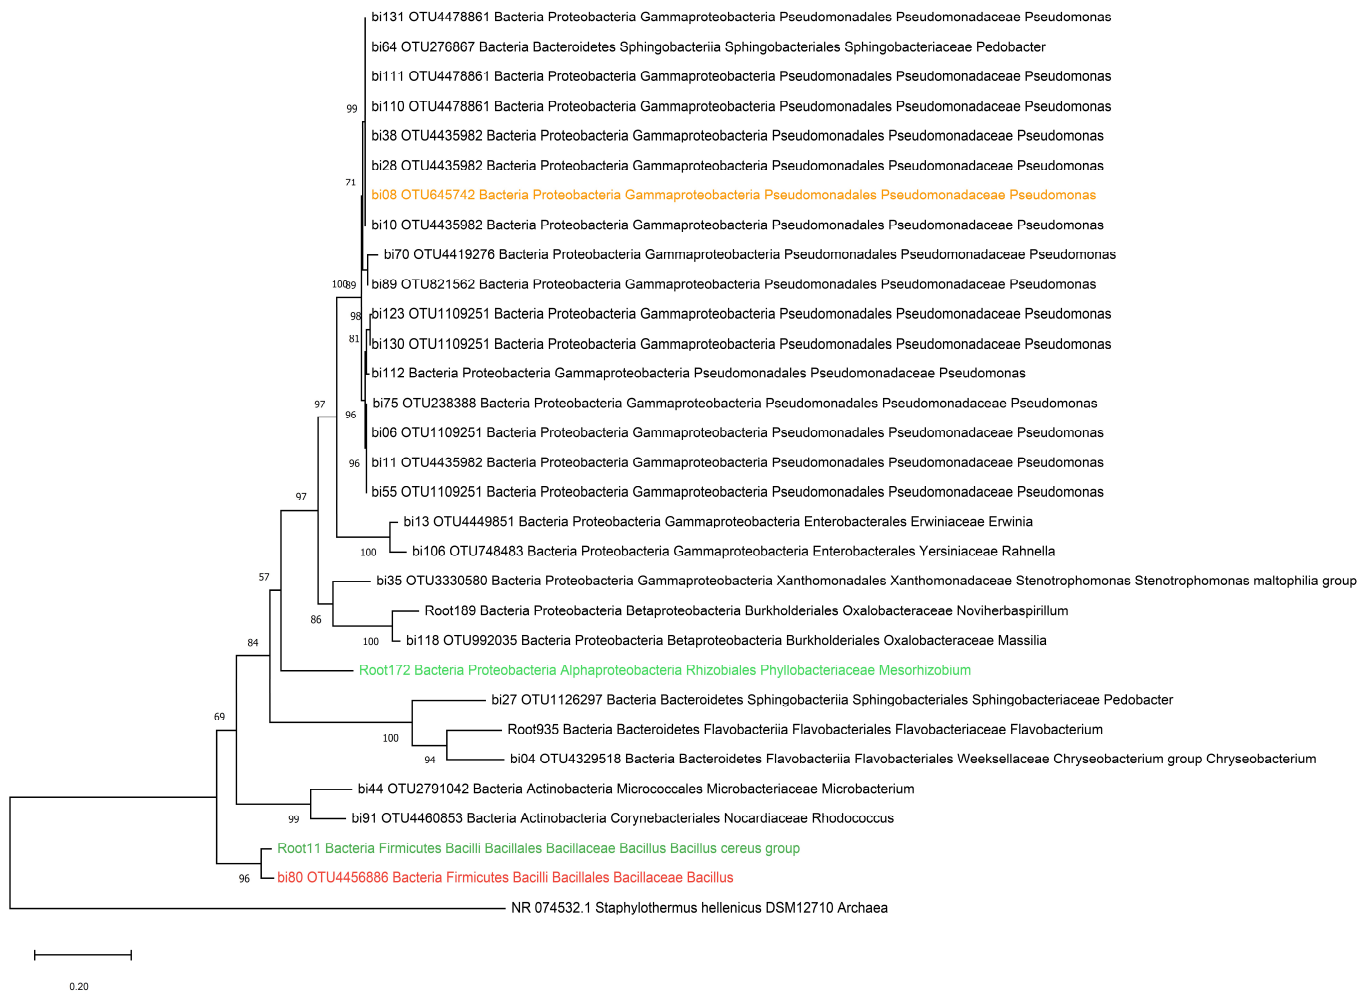 bi131 OTU4478861 Bacteria Proteobacteria Gammaproteobacteria Pseudomonadales Pseudomonadaceae Pseudomonas
bi64 OTU276867 Bacteria Bacteroidetes Sphingobacteriia Sphingobacteriales Sphingobacteriaceae Pedobacter
bi111 OTU4478861 Bacteria Proteobacteria Gammaproteobacteria Pseudomonadales Pseudomonadaceae Pseudomonas
99
bi110 OTU4478861 Bacteria Proteobacteria Gammaproteobacteria Pseudomonadales Pseudomonadaceae Pseudomonas
bi38 OTU4435982 Bacteria Proteobacteria Gammaproteobacteria Pseudomonadales Pseudomonadaceae Pseudomonas
bi28 OTU4435982 Bacteria Proteobacteria Gammaproteobacteria Pseudomonadales Pseudomonadaceae Pseudomonas
71
bi08 OTU645742 Bacteria Proteobacteria Gammaproteobacteria Pseudomonadales Pseudomonadaceae Pseudomonas
bi10 OTU4435982 Bacteria Proteobacteria Gammaproteobacteria Pseudomonadales Pseudomonadaceae Pseudomonas
bi70 OTU4419276 Bacteria Proteobacteria Gammaproteobacteria Pseudomonadales Pseudomonadaceae Pseudomonas
100
89
bi89 OTU821562 Bacteria Proteobacteria Gammaproteobacteria Pseudomonadales Pseudomonadaceae Pseudomonas
98
bi123 OTU1109251 Bacteria Proteobacteria Gammaproteobacteria Pseudomonadales Pseudomonadaceae Pseudomonas
81
bi130 OTU1109251 Bacteria Proteobacteria Gammaproteobacteria Pseudomonadales Pseudomonadaceae Pseudomonas
bi112 Bacteria Proteobacteria Gammaproteobacteria Pseudomonadales Pseudomonadaceae Pseudomonas
97
bi75 OTU238388 Bacteria Proteobacteria Gammaproteobacteria Pseudomonadales Pseudomonadaceae Pseudomonas
96
bi06 OTU1109251 Bacteria Proteobacteria Gammaproteobacteria Pseudomonadales Pseudomonadaceae Pseudomonas
96
bi11 OTU4435982 Bacteria Proteobacteria Gammaproteobacteria Pseudomonadales Pseudomonadaceae Pseudomonas
97
bi55 OTU1109251 Bacteria Proteobacteria Gammaproteobacteria Pseudomonadales Pseudomonadaceae Pseudomonas
bi13 OTU4449851 Bacteria Proteobacteria Gammaproteobacteria Enterobacterales Erwiniaceae Erwinia
100
bi106 OTU748483 Bacteria Proteobacteria Gammaproteobacteria Enterobacterales Yersiniaceae Rahnella
57
bi35 OTU3330580 Bacteria Proteobacteria Gammaproteobacteria Xanthomonadales Xanthomonadaceae Stenotrophomonas Stenotrophomonas maltophilia group
86
Root189 Bacteria Proteobacteria Betaproteobacteria Burkholderiales Oxalobacteraceae Noviherbaspirillum
84
100
bi118 OTU992035 Bacteria Proteobacteria Betaproteobacteria Burkholderiales Oxalobacteraceae Massilia
Root172 Bacteria Proteobacteria Alphaproteobacteria Rhizobiales Phyllobacteriaceae Mesorhizobium
bi27 OTU1126297 Bacteria Bacteroidetes Sphingobacteriia Sphingobacteriales Sphingobacteriaceae Pedobacter
69
100
Root935 Bacteria Bacteroidetes Flavobacteriia Flavobacteriales Flavobacteriaceae Flavobacterium
94
bi04 OTU4329518 Bacteria Bacteroidetes Flavobacteriia Flavobacteriales Weeksellaceae Chryseobacterium group Chryseobacterium
bi44 OTU2791042 Bacteria Actinobacteria Micrococcales Microbacteriaceae Microbacterium
99
bi91 OTU4460853 Bacteria Actinobacteria Corynebacteriales Nocardiaceae Rhodococcus
Root11 Bacteria Firmicutes Bacilli Bacillales Bacillaceae Bacillus Bacillus cereus group
96
bi80 OTU4456886 Bacteria Firmicutes Bacilli Bacillales Bacillaceae Bacillus
NR 074532.1 Staphylothermus hellenicus DSM12710 Archaea
0.20